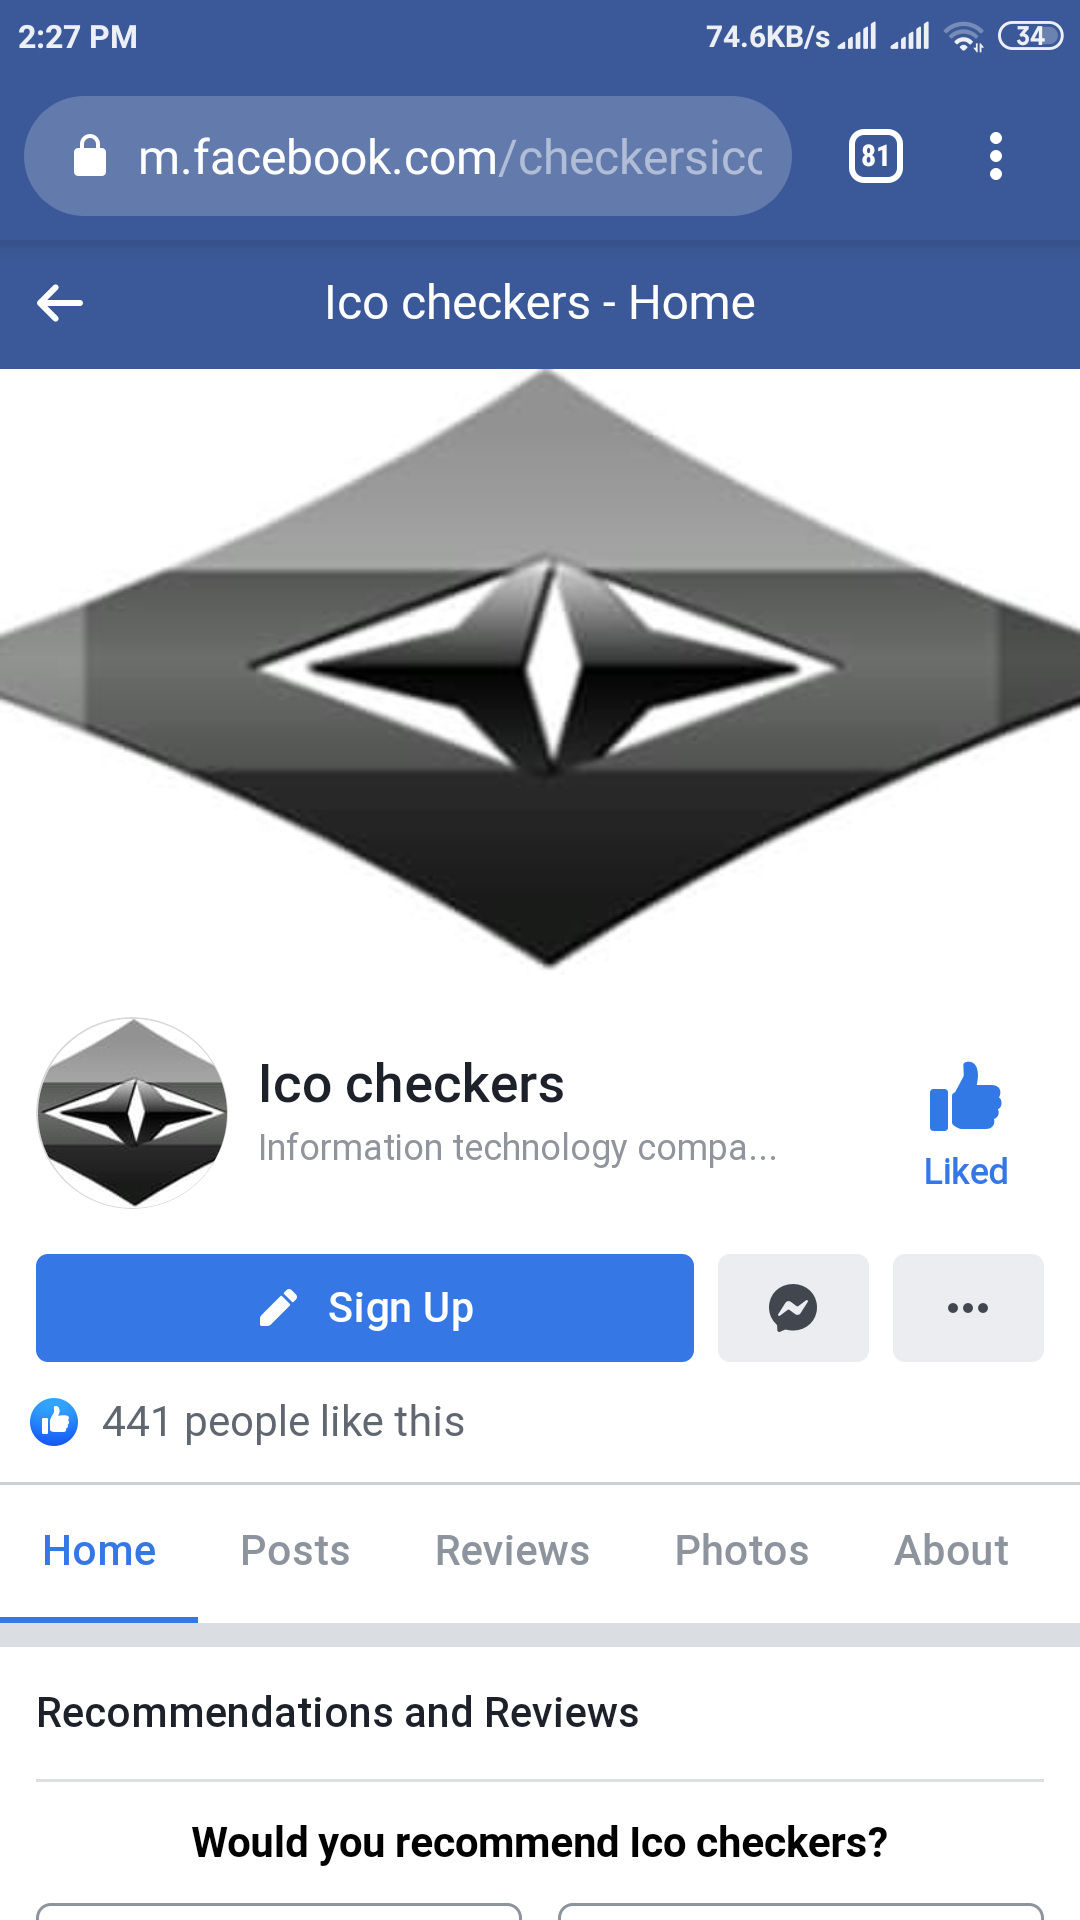 2:27 PM
74.6KB/s
34
m.facebook.com/checkersico
81
Ico checkers - Home
Ico checkers
Information technology compa...
Liked
Sign Up
441 people like this
Home Posts Reviews Photos About
Recommendations and Reviews
Would you recommend Ico checkers?